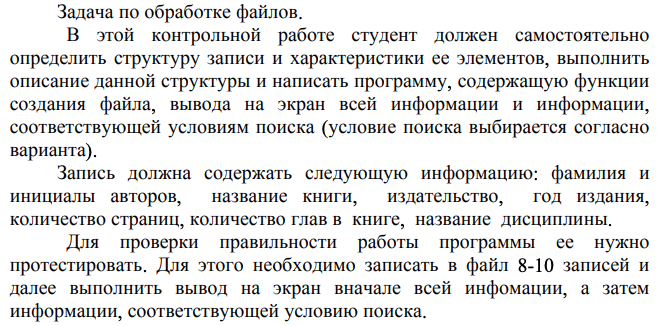 Задача по обработке файлов.
В этой контрольной работе студент должен самостоятельно
определить структуру записи и характеристики ее элементов, выполнить
описание данной структуры и написать программу, содержащую функции
создания файла, вывода на экран всей информации и информации,
соответствующей условиям поиска (условие поиска выбирается согласно
варианта).
Запись должна содержать следующую информацию: фамилия и
инициалы авторов, название книги, издательство, год издания,
количество страниц, количество глав в книге, название дисциплины.
Для проверки правильности работы программы ее нужно
протестировать. Для этого необходимо записать в файл 8-10 записей и
далее выполнить вывод на экран вначале всей инфомации, а затем
информации, соответствующей условию поиска.